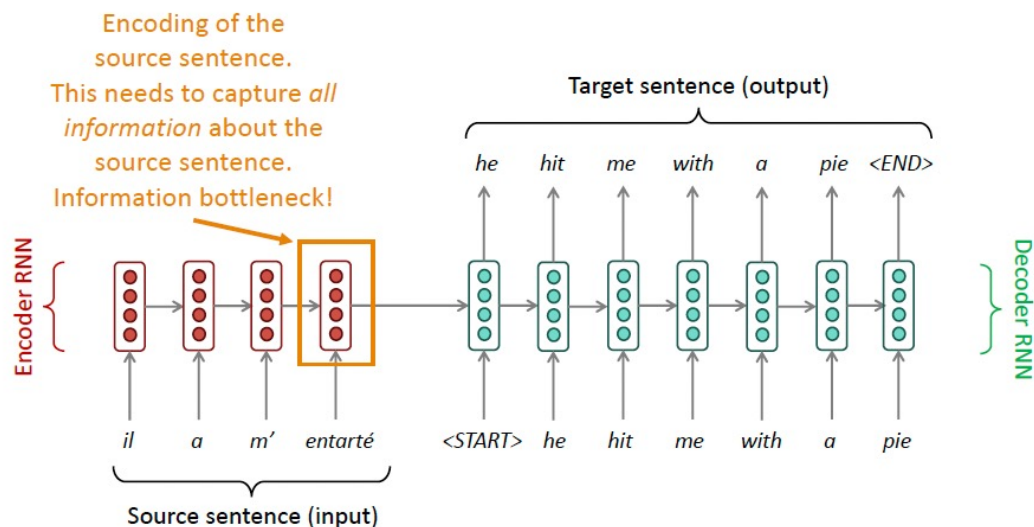 Encoding of the
source sentence.
This needs to capture all
information about the
source sentence.
Information bottleneck!
Target sentence (output)
he hit me with a pie <END>
Encoder RNN
Decoder RNN
il a m' entarté <START> he hit me with a pie
Source sentence (input)